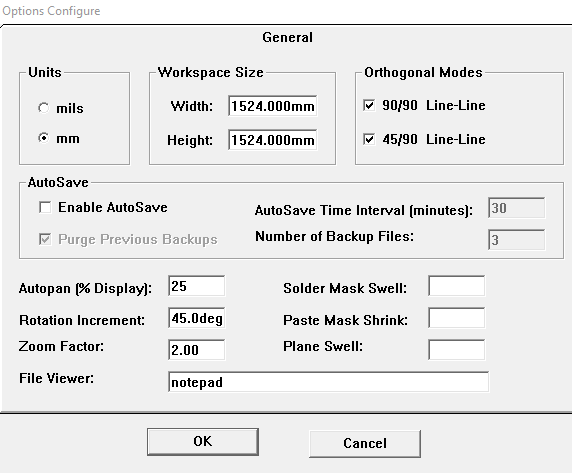 Options Configure
General
Units
mils
mm
Workspace Size
Width: 1524.000mm
Height: 1524.000mm
Orthogonal Modes
90/90 Line-Line
45/90 Line-Line
AutoSave
Enable AutoSave
Purge Previous Backups
AutoSave Time Interval (minutes): 30
Number of Backup Files: 3
Autopan (% Display): 25
Rotation Increment: 45.0deg
Zoom Factor: 2.00
Solder Mask Swell:
Paste Mask Shrink:
Plane Swell:
File Viewer: notepad
OK
Cancel